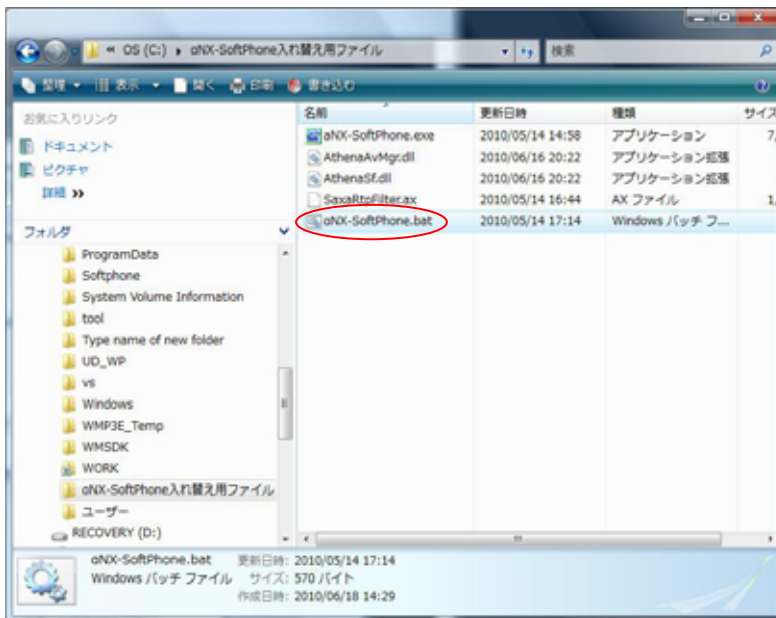 OS (C:) ▸ αNX-SoftPhone入れ替え用ファイル
検索
整理 表示 開く 印刷 書き込む
お気に入りリンク
ドキュメント
ピクチャ
詳細 »
フォルダ
ProgramData
Softphone
System Volume Information
tool
Type name of new folder
UD_WP
vs
Windows
WMP3E_Temp
WMSDK
WORK
αNX-SoftPhone入れ替え用ファイル
ユーザー
RECOVERY (D:)
名前 更新日時 種類 サイズ
aNX-SoftPhone.exe 2010/05/14 14:58 アプリケーション 7,
AthenaAvMgr.dll 2010/06/16 20:22 アプリケーション拡張
AthenaSf.dll 2010/06/16 20:22 アプリケーション拡張
SaxaRtpFilter.ax 2010/05/14 16:44 AX ファイル 1,
αNX-SoftPhone.bat 2010/05/14 17:14 Windows バッチ フ...
αNX-SoftPhone.bat 更新日時: 2010/05/14 17:14
Windows バッチ ファイル サイズ: 570 バイト
作成日時: 2010/06/18 14:29